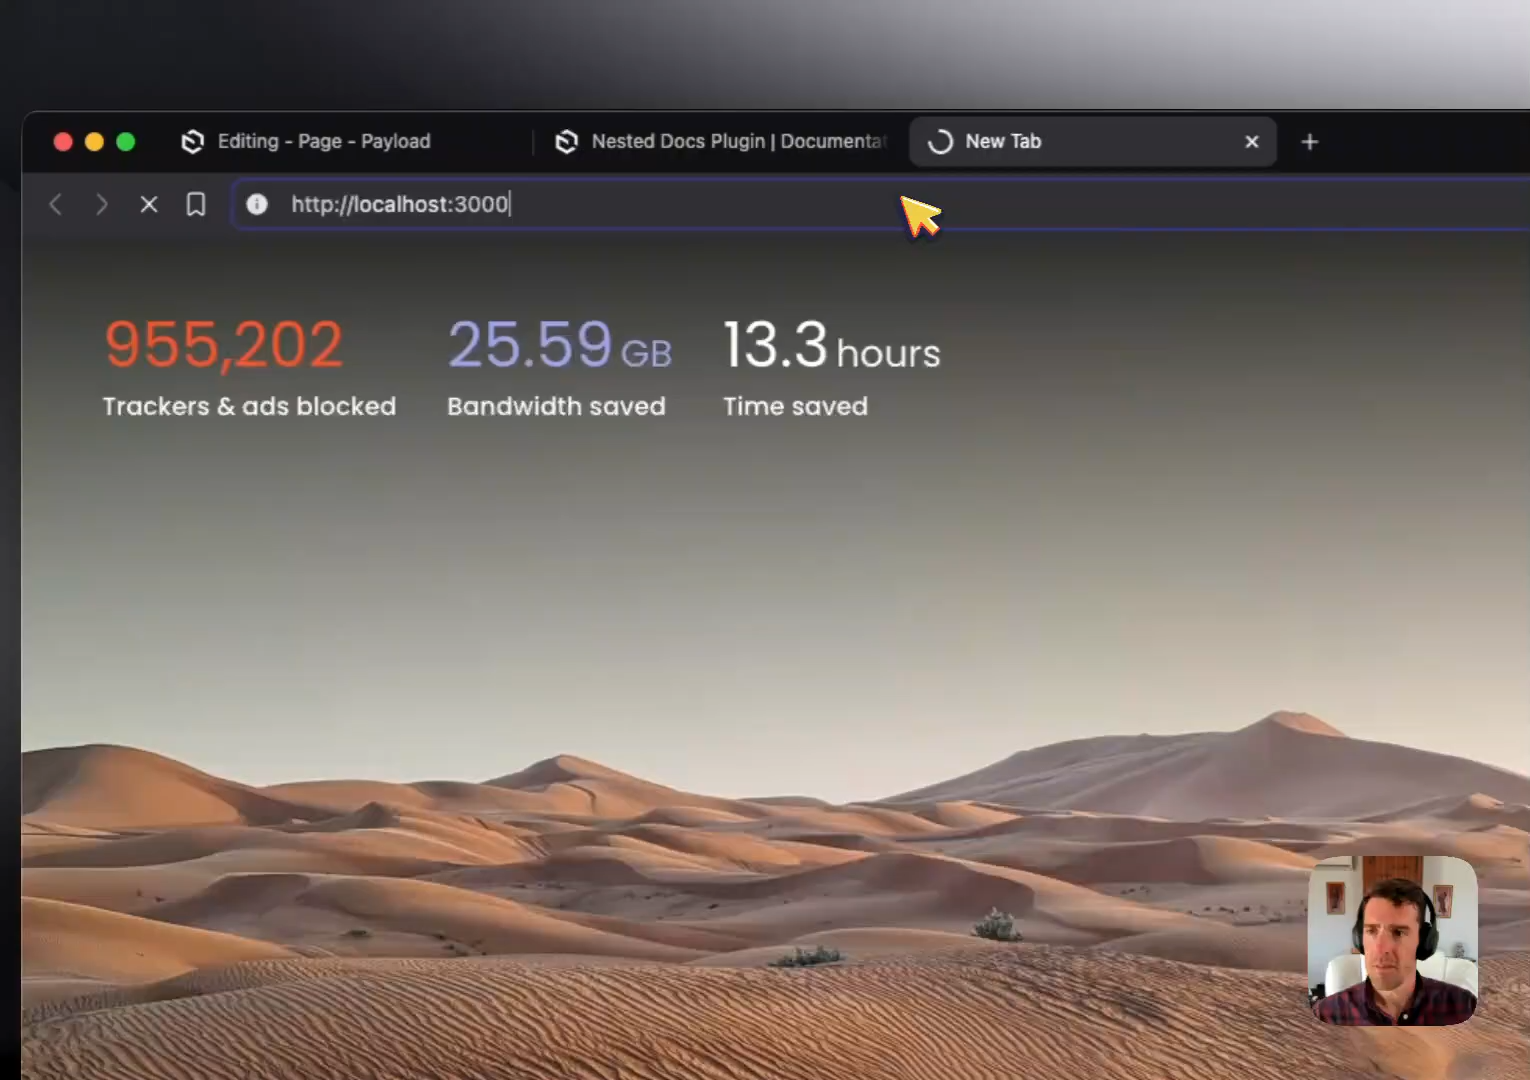 Editing - Page - Payload
Nested Docs Plugin | Documentat
New Tab
http://localhost:3000
955,202
25.59 GB
13.3 hours
Trackers & ads blocked
Bandwidth saved
Time saved